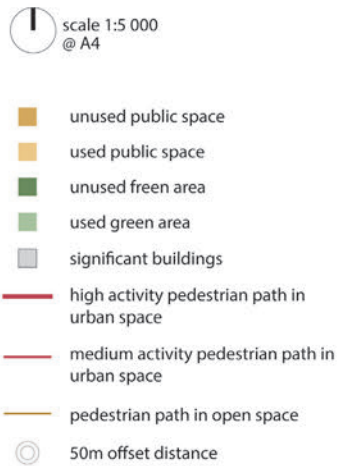 scale 1:5 000
@ A4
unused public space
used public space
unused freen area
used green area
significant buildings
high activity pedestrian path in
urban space
medium activity pedestrian path in
urban space
pedestrian path in open space
50m offset distance